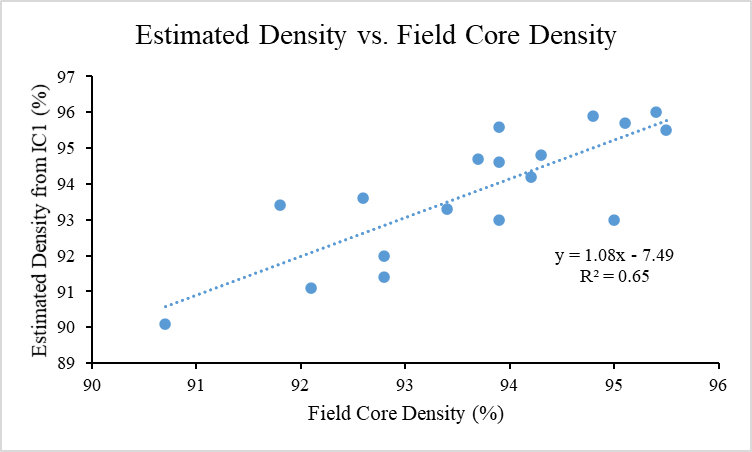 Estimated Density vs. Field Core Density
Estimated Density from IC1 (%)
97
96
95
94
93
92
91
90
89
y = 1.08x - 7.49
R² = 0.65
90 91 92 93 94 95 96
Field Core Density (%)